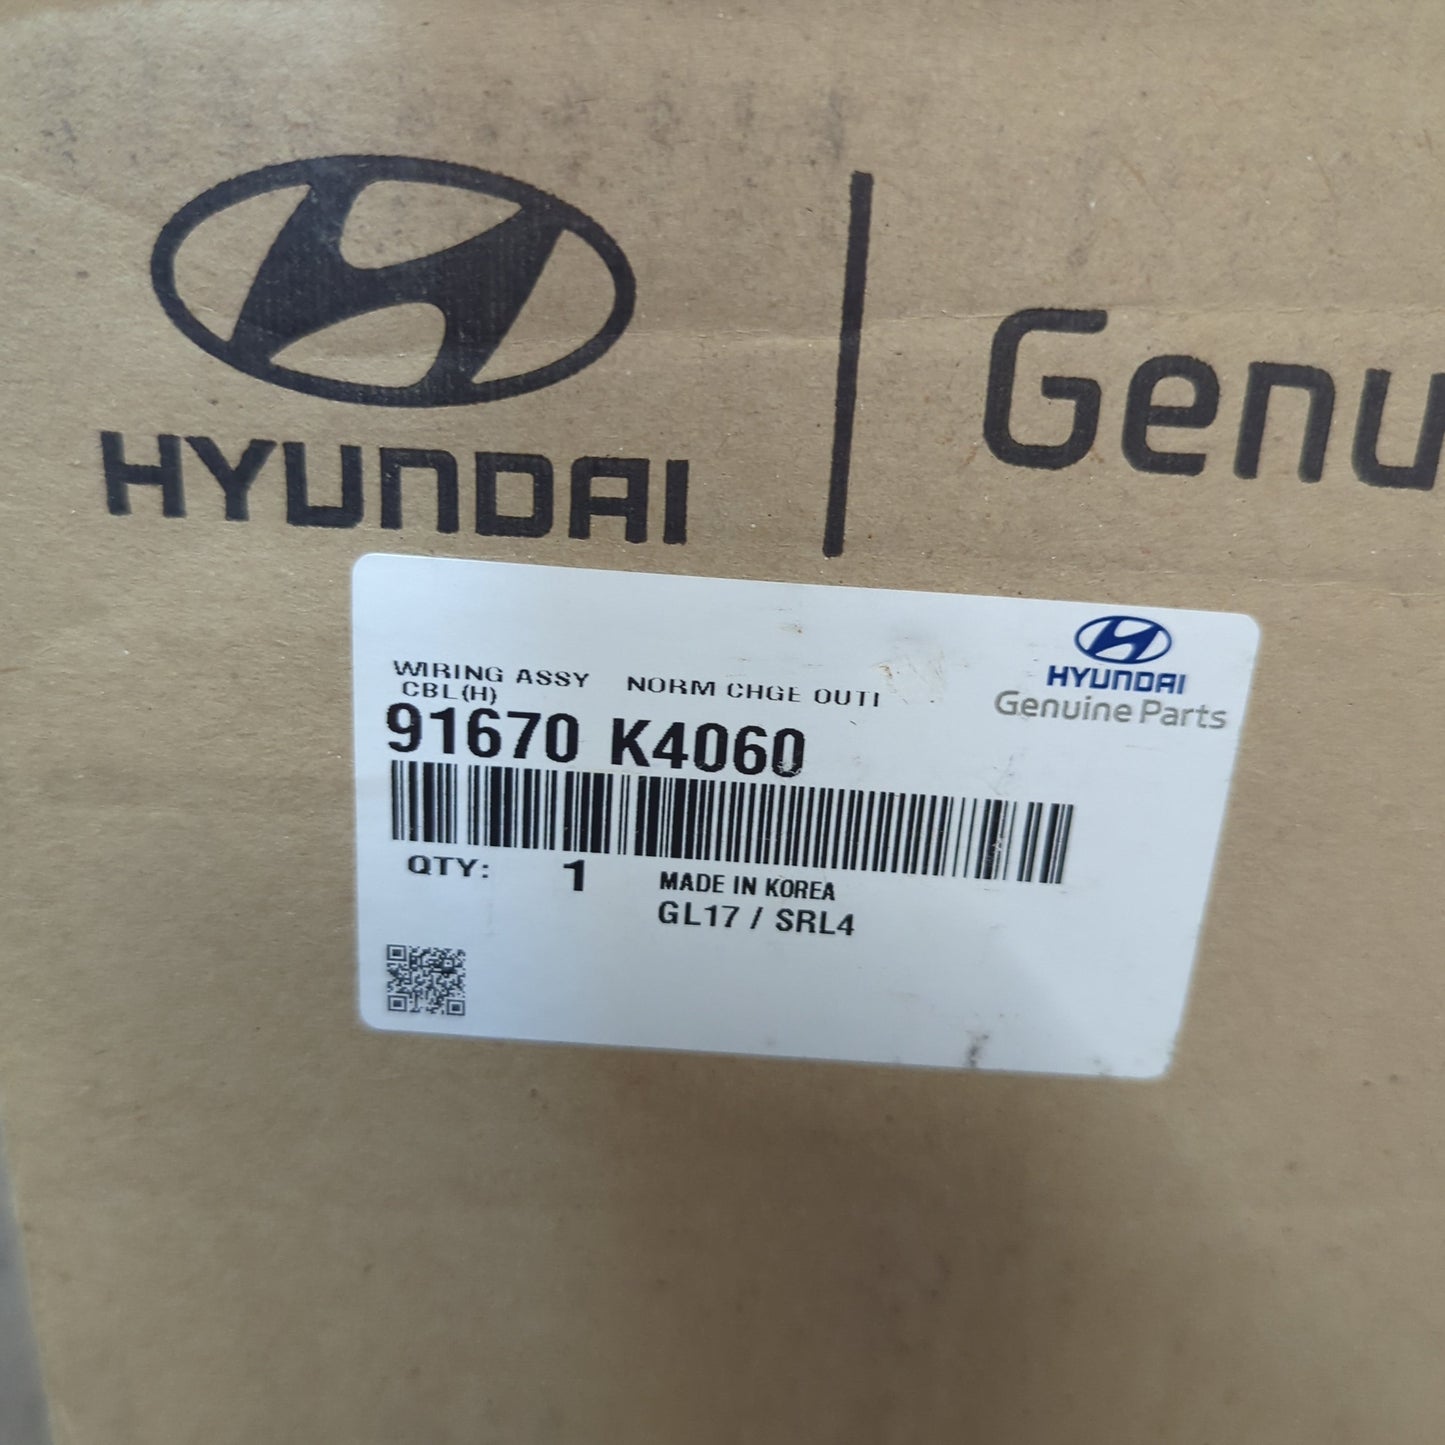 HYUNDAI
Genu
HYUNDAI
Genuine Parts
WIRING ASSY NORM CHGE OUTI
CBL(H)
91670 K4060
QTY: 1 MADE IN KOREA
GL17 / SRL4